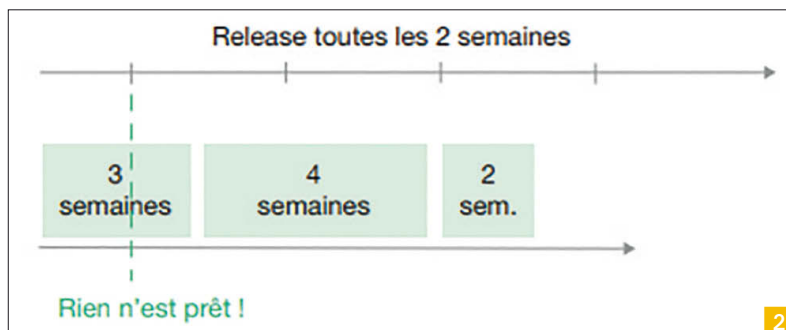 Release toutes les 2 semaines
3
semaines
4
semaines
2
sem.
Rien n'est prêt !
2